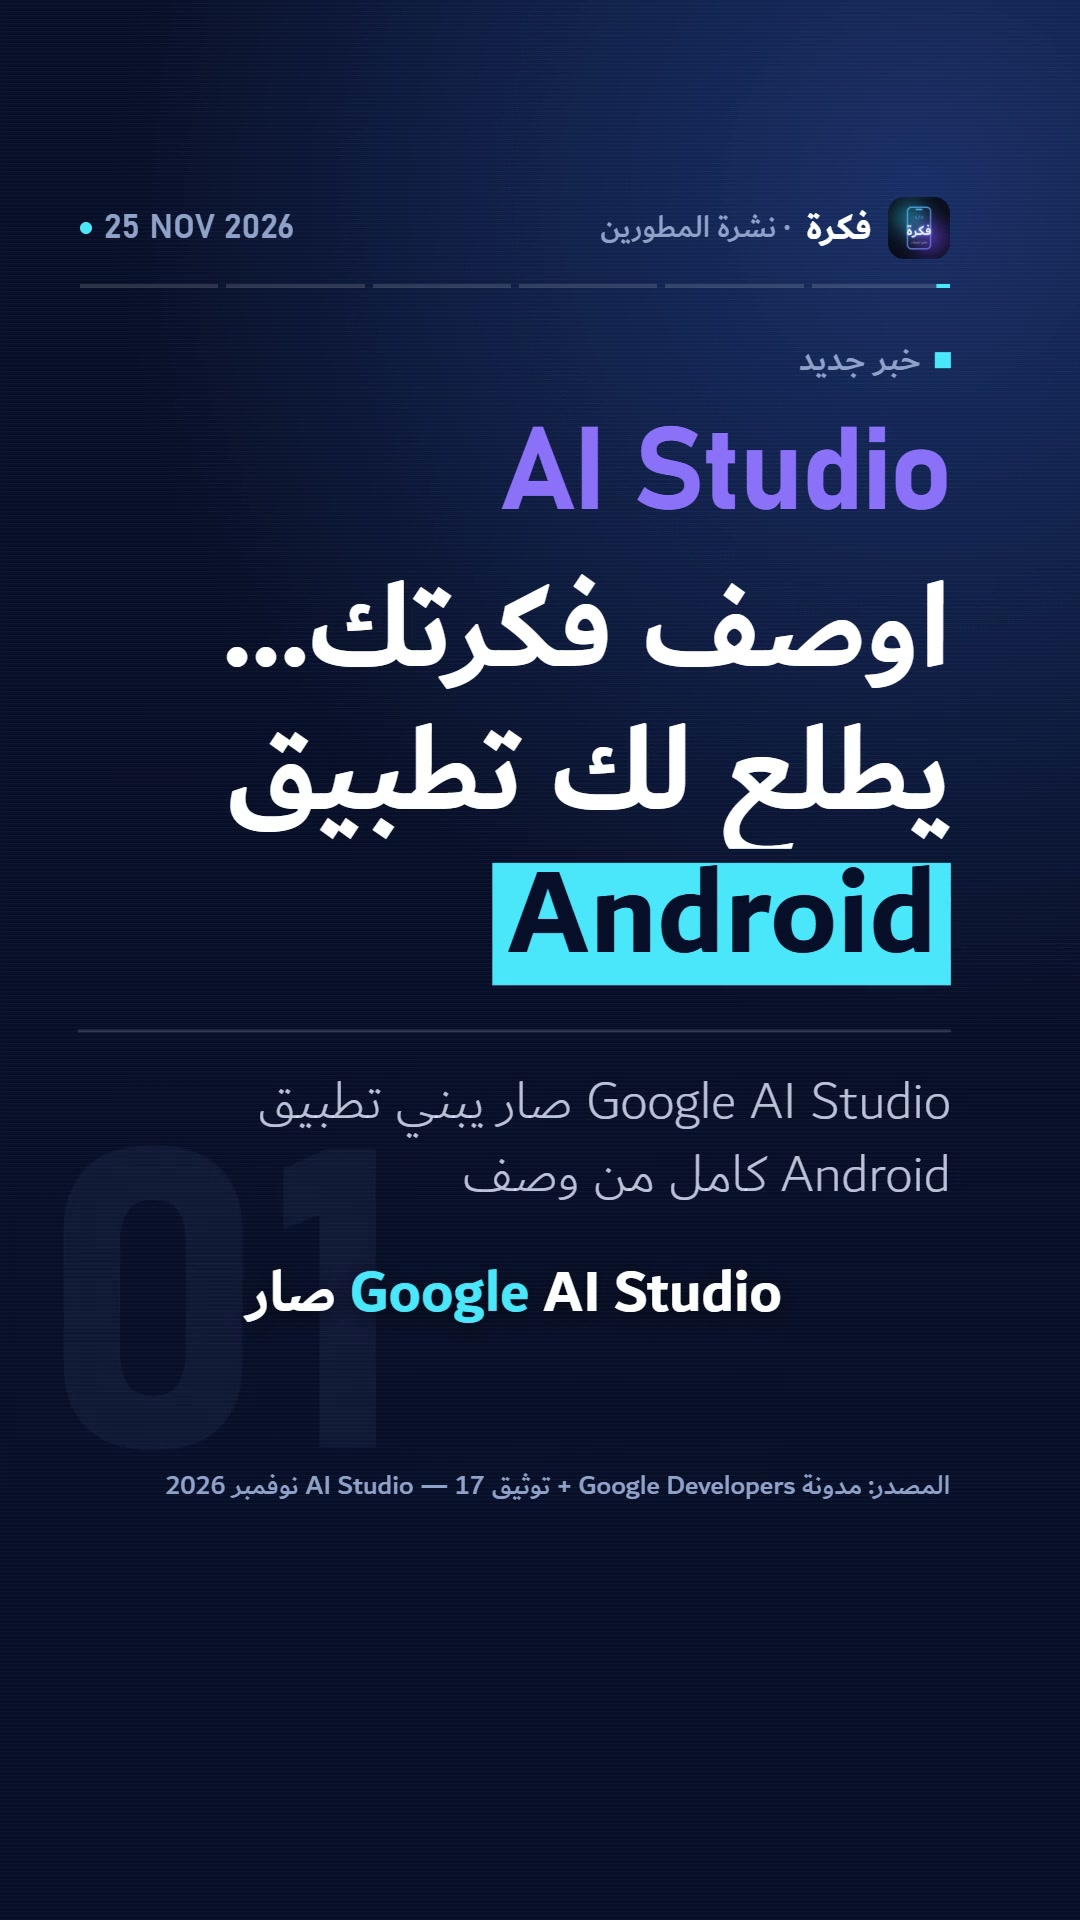 فكرة · نشرة المطورين
25 NOV 2026
خبر جديد
AI Studio
اوصف فكرتك...
يطلع لك تطبيق
Android
Google AI Studio صار يبني تطبيق
Android كامل من وصف
Google AI Studio صار
01
المصدر: مدونة Google Developers + توثيق AI Studio — 17 نوفمبر 2026